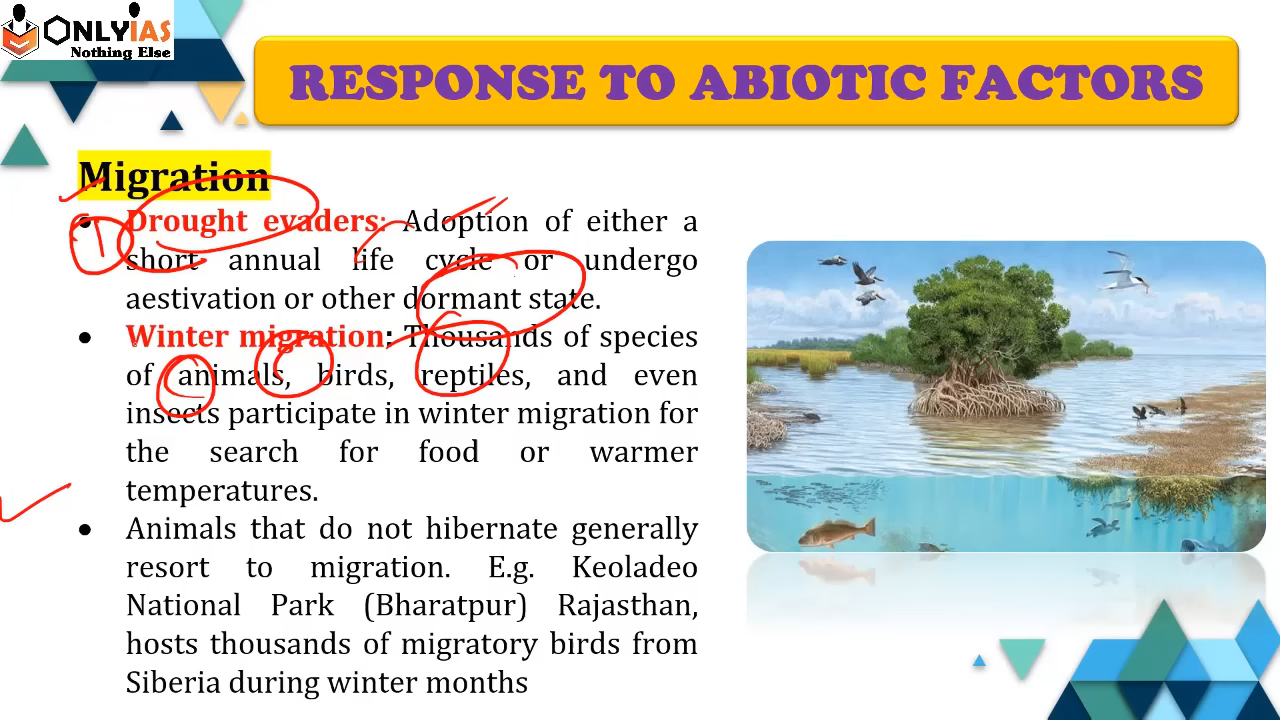 ONLYIAS
Nothing Else
RESPONSE TO ABIOTIC FACTORS
Migration
• Drought evaders: Adoption of either a
short annual life cycle or undergo
aestivation or other dormant state.
• Winter migration: Thousands of species
of animals, birds, reptiles, and even
insects participate in winter migration for
the search for food or warmer
temperatures.
• Animals that do not hibernate generally
resort to migration. E.g. Keoladeo
National Park (Bharatpur) Rajasthan,
hosts thousands of migratory birds from
Siberia during winter months